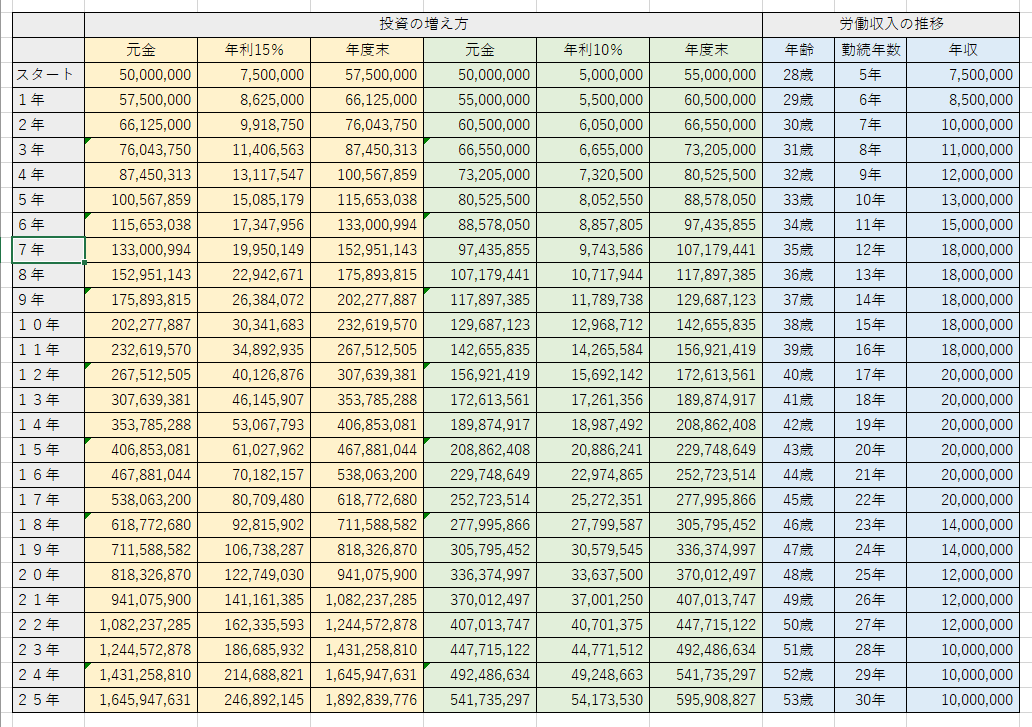 投資の増え方 労働収入の推移
元金 年利15% 年度末 元金 年利10% 年度末 年齢 勤続年数 年収
スタート 50,000,000 7,500,000 57,500,000 50,000,000 5,000,000 55,000,000 28歳 5年 7,500,000
1年 57,500,000 8,625,000 66,125,000 55,000,000 5,500,000 60,500,000 29歳 6年 8,500,000
2年 66,125,000 9,918,750 76,043,750 60,500,000 6,050,000 66,550,000 30歳 7年 10,000,000
3年 76,043,750 11,406,563 87,450,313 66,550,000 6,655,000 73,205,000 31歳 8年 11,000,000
4年 87,450,313 13,117,547 100,567,859 73,205,000 7,320,500 80,525,500 32歳 9年 12,000,000
5年 100,567,859 15,085,179 115,653,038 80,525,500 8,052,550 88,578,050 33歳 10年 13,000,000
6年 115,653,038 17,347,956 133,000,994 88,578,050 8,857,805 97,435,855 34歳 11年 15,000,000
7年 133,000,994 19,950,149 152,951,143 97,435,855 9,743,586 107,179,441 35歳 12年 18,000,000
8年 152,951,143 22,942,671 175,893,815 107,179,441 10,717,944 117,897,385 36歳 13年 18,000,000
9年 175,893,815 26,384,072 202,277,887 117,897,385 11,789,738 129,687,123 37歳 14年 18,000,000
10年 202,277,887 30,341,683 232,619,570 129,687,123 12,968,712 142,655,835 38歳 15年 18,000,000
11年 232,619,570 34,892,935 267,512,505 142,655,835 14,265,584 156,921,419 39歳 16年 18,000,000
12年 267,512,505 40,126,876 307,639,381 156,921,419 15,692,142 172,613,561 40歳 17年 20,000,000
13年 307,639,381 46,145,907 353,785,288 172,613,561 17,261,356 189,874,917 41歳 18年 20,000,000
14年 353,785,288 53,067,793 406,853,081 189,874,917 18,987,492 208,862,408 42歳 19年 20,000,000
15年 406,853,081 61,027,962 467,881,044 208,862,408 20,886,241 229,748,649 43歳 20年 20,000,000
16年 467,881,044 70,182,157 538,063,200 229,748,649 22,974,865 252,723,514 44歳 21年 20,000,000
17年 538,063,200 80,709,480 618,772,680 252,723,514 25,272,351 277,995,866 45歳 22年 20,000,000
18年 618,772,680 92,815,902 711,588,582 277,995,866 27,799,587 305,795,452 46歳 23年 14,000,000
19年 711,588,582 106,738,287 818,326,870 305,795,452 30,579,545 336,374,997 47歳 24年 14,000,000
20年 818,326,870 122,749,030 941,075,900 336,374,997 33,637,500 370,012,497 48歳 25年 12,000,000
21年 941,075,900 141,161,385 1,082,237,285 370,012,497 37,001,250 407,013,747 49歳 26年 12,000,000
22年 1,082,237,285 162,335,593 1,244,572,878 407,013,747 40,701,375 447,715,122 50歳 27年 12,000,000
23年 1,244,572,878 186,685,932 1,431,258,810 447,715,122 44,771,512 492,486,634 51歳 28年 10,000,000
24年 1,431,258,810 214,688,821 1,645,947,631 492,486,634 49,248,663 541,735,297 52歳 29年 10,000,000
25年 1,645,947,631 246,892,145 1,892,839,776 541,735,297 54,173,530 595,908,827 53歳 30年 10,000,000